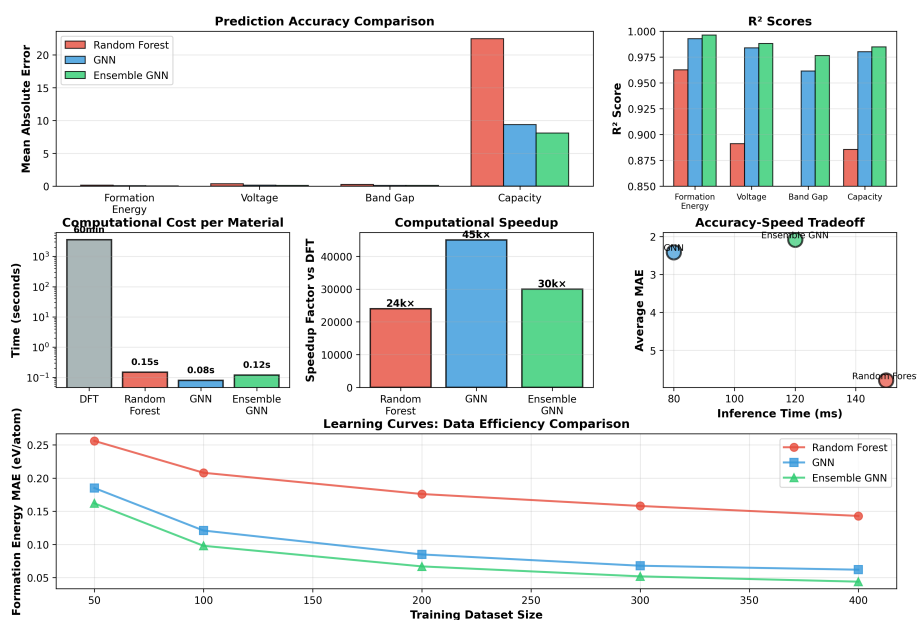 Prediction Accuracy Comparison
Mean Absolute Error
20
15
10
5
0
Random Forest
GNN
Ensemble GNN
Formation
Energy
Voltage
Band Gap
Capacity
R² Scores
R² Score
1.000
0.975
0.950
0.925
0.900
0.875
0.850
Formation
Energy
Voltage
Band Gap
Capacity
Computational Cost per Material
Time (seconds)
10³
10²
10¹
10⁰
10⁻¹
60min
0.15s
0.08s
0.12s
DFT
Random
Forest
GNN
Ensemble
GNN
Computational Speedup
Speedup Factor vs DFT
40000
30000
20000
10000
0
24k×
45k×
30k×
Random
Forest
GNN
Ensemble
GNN
Accuracy-Speed Tradeoff
Average MAE
2
3
4
5
GNN
Ensemble GNN
Random Forest
80
100
120
140
Inference Time (ms)
Learning Curves: Data Efficiency Comparison
Formation Energy MAE (eV/atom)
0.25
0.20
0.15
0.10
0.05
Random Forest
GNN
Ensemble GNN
50
100
150
200
250
300
350
400
Training Dataset Size